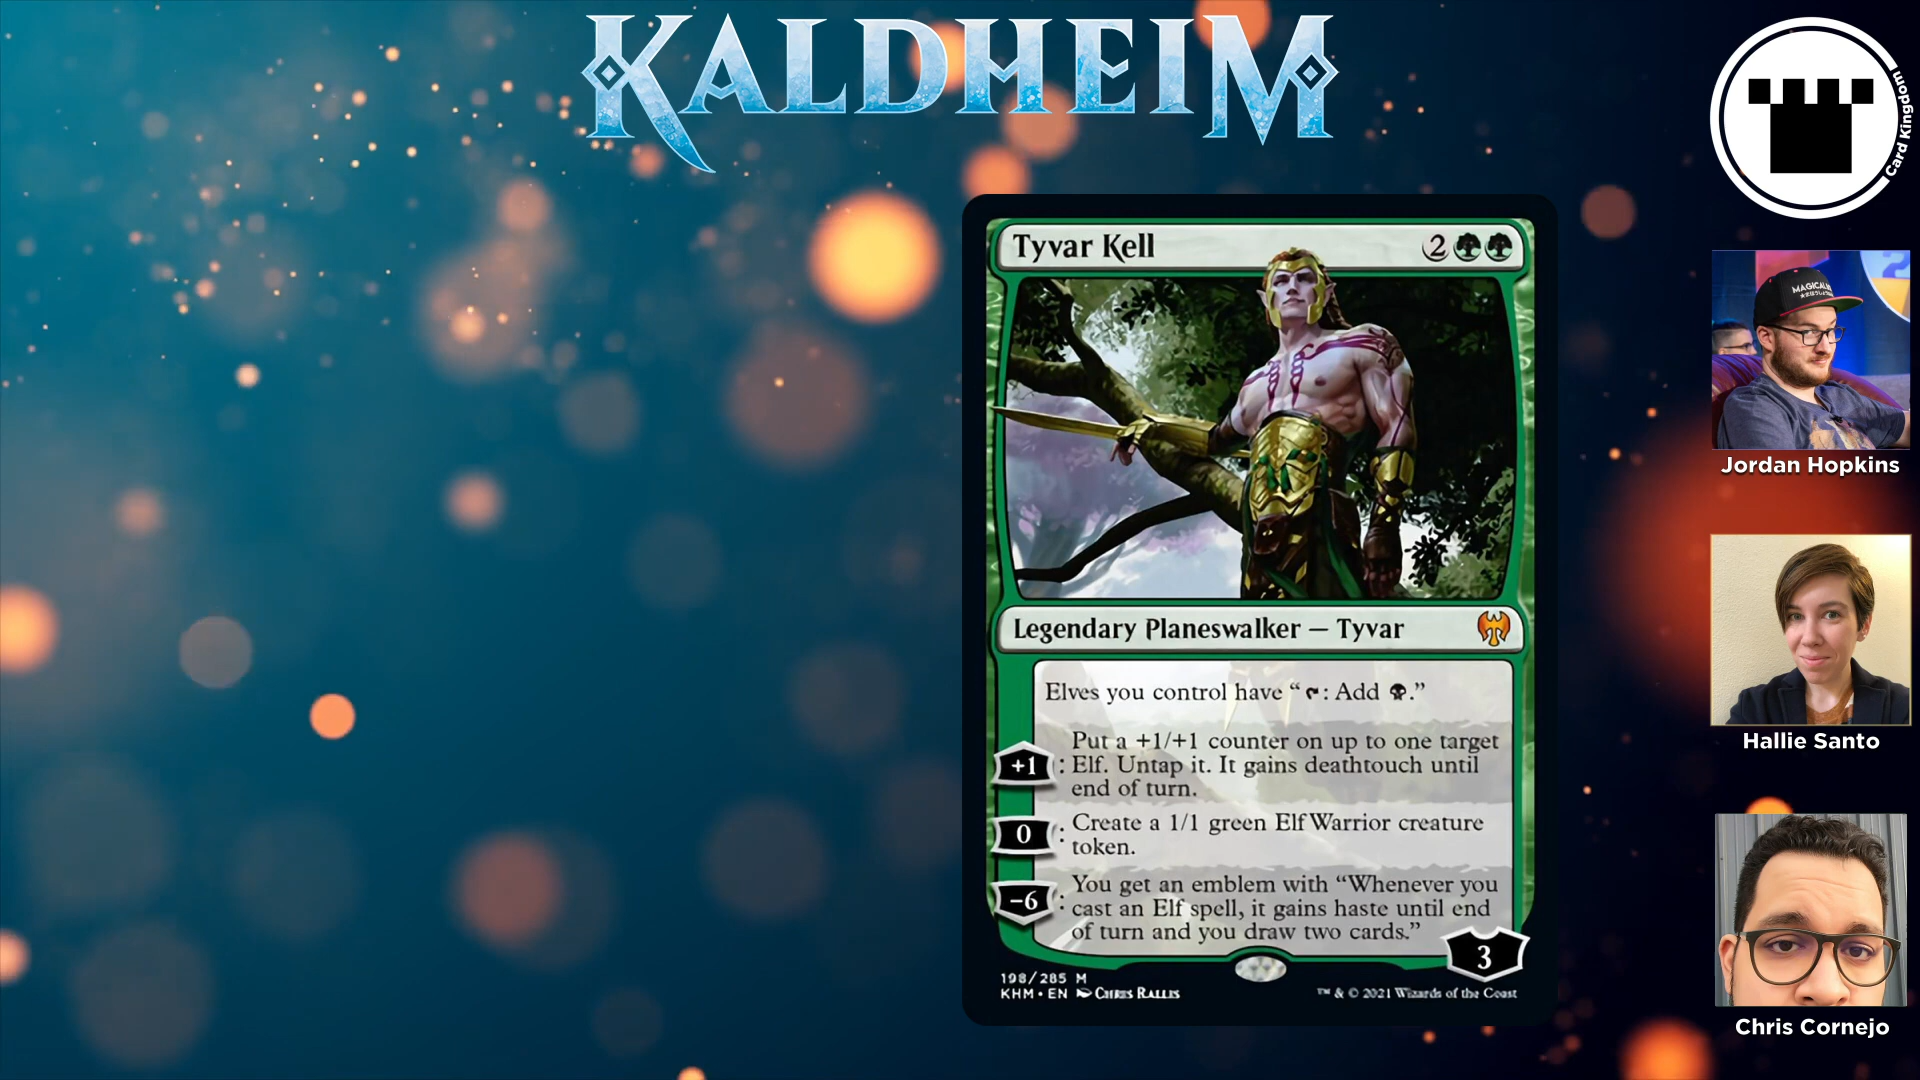 KALDHEIM
Card Kingdom
Tyvar Kell
2
Legendary Planeswalker — Tyvar
Elves you control have “ : Add .”
+1 : Put a +1/+1 counter on up to one target
Elf. Untap it. It gains deathtouch until
end of turn.
0 : Create a 1/1 green Elf Warrior creature
token.
−6 : You get an emblem with “Whenever you
cast an Elf spell, it gains haste until end
of turn and you draw two cards.”
3
198/285 M
KHM • EN Chris Rallis
™ & © 2021 Wizards of the Coast
Jordan Hopkins
Hallie Santo
Chris Cornejo